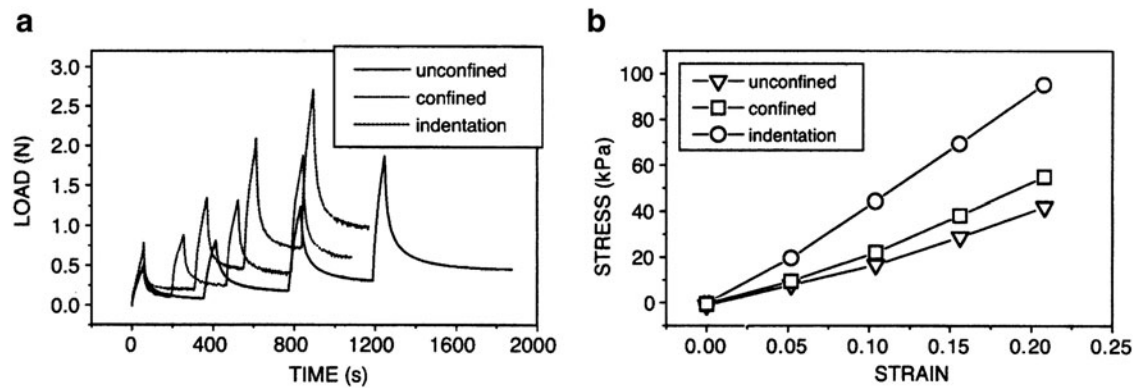 a
3.0
2.5
2.0
1.5
1.0
0.5
0.0
LOAD (N)
unconfined
confined
indentation
0 400 800 1200 1600 2000
TIME (s)
b
100
80
60
40
20
0
STRESS (kPa)
unconfined
confined
indentation
0.00 0.05 0.10 0.15 0.20 0.25
STRAIN